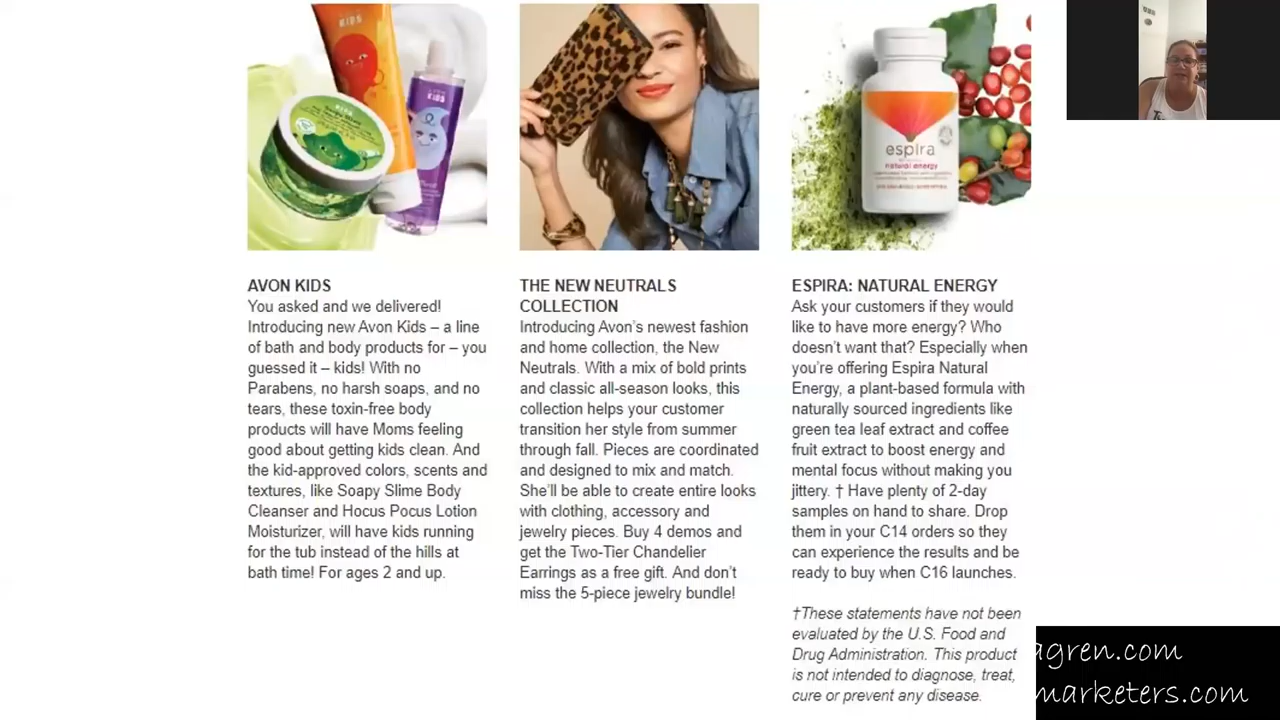 KIDS
KIDS
espira
natural energy
AVON KIDS
You asked and we delivered!
Introducing new Avon Kids – a line
of bath and body products for – you
guessed it – kids! With no
Parabens, no harsh soaps, and no
tears, these toxin-free body
products will have Moms feeling
good about getting kids clean. And
the kid-approved colors, scents and
textures, like Soapy Slime Body
Cleanser and Hocus Pocus Lotion
Moisturizer, will have kids running
for the tub instead of the hills at
bath time! For ages 2 and up.
THE NEW NEUTRALS
COLLECTION
Introducing Avon's newest fashion
and home collection, the New
Neutrals. With a mix of bold prints
and classic all-season looks, this
collection helps your customer
transition her style from summer
through fall. Pieces are coordinated
and designed to mix and match.
She'll be able to create entire looks
with clothing, accessory and
jewelry pieces. Buy 4 demos and
get the Two-Tier Chandelier
Earrings as a free gift. And don't
miss the 5-piece jewelry bundle!
ESPIRA: NATURAL ENERGY
Ask your customers if they would
like to have more energy? Who
doesn't want that? Especially when
you're offering Espira Natural
Energy, a plant-based formula with
naturally sourced ingredients like
green tea leaf extract and coffee
fruit extract to boost energy and
mental focus without making you
jittery. † Have plenty of 2-day
samples on hand to share. Drop
them in your C14 orders so they
can experience the results and be
ready to buy when C16 launches.
†These statements have not been
evaluated by the U.S. Food and
Drug Administration. This product
is not intended to diagnose, treat,
cure or prevent any disease.
agren.com
marketers.com